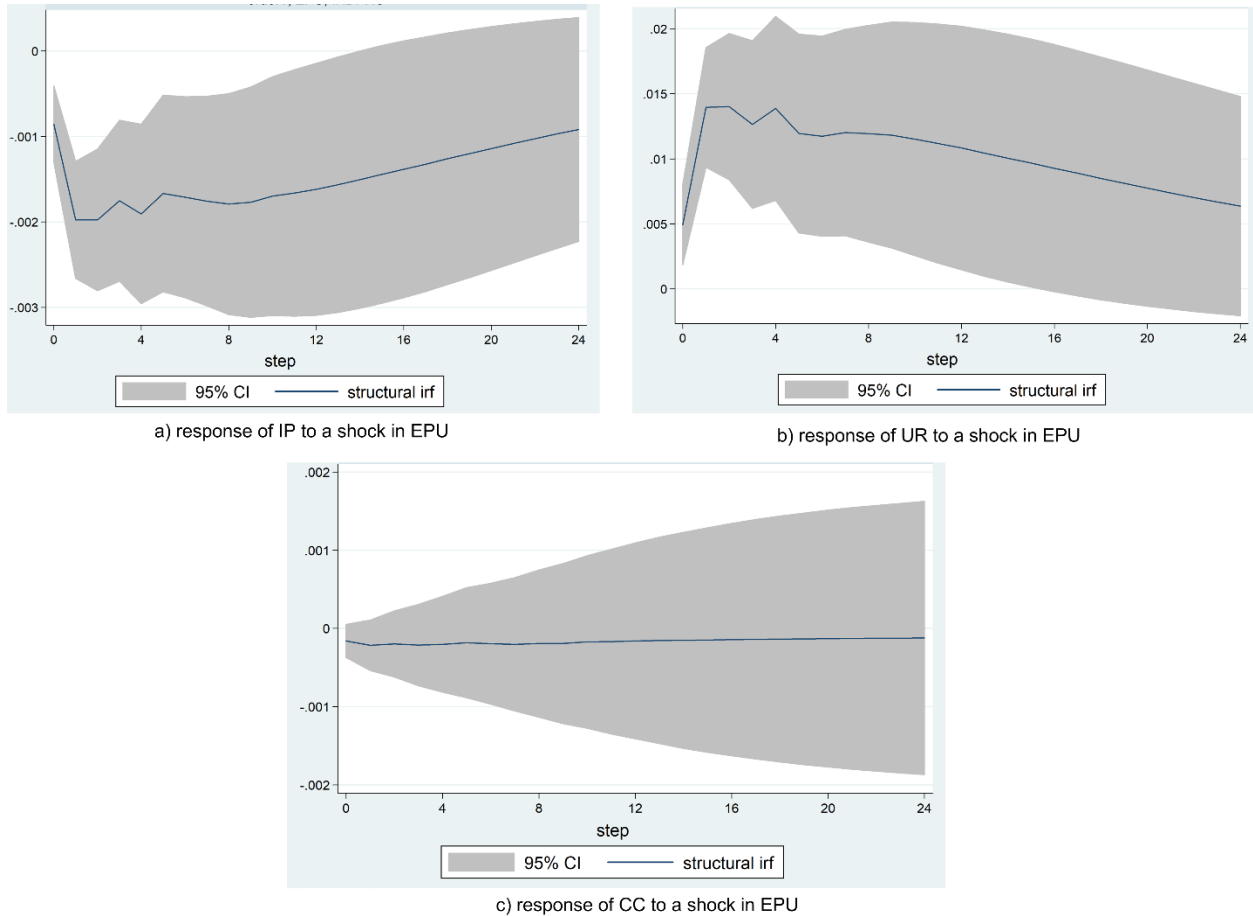 0
-.001
-.002
-.003
0 4 8 12 16 20 24
step
95% CI structural irf
a) response of IP to a shock in EPU
.02
.015
.01
.005
0
0 4 8 12 16 20 24
step
95% CI structural irf
b) response of UR to a shock in EPU
.002
.001
0
-.001
-.002
0 4 8 12 16 20 24
step
95% CI structural irf
c) response of CC to a shock in EPU